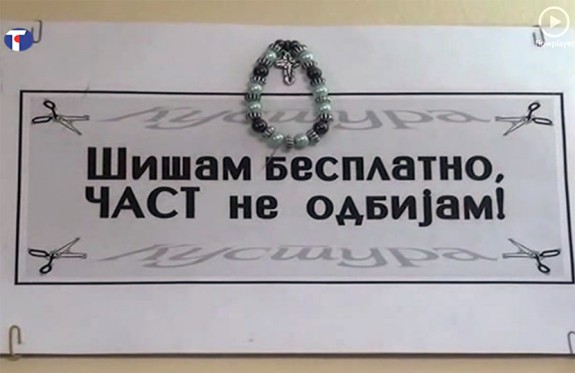 T
Шишам бесплатно,
ЧАСТ не одбијам!